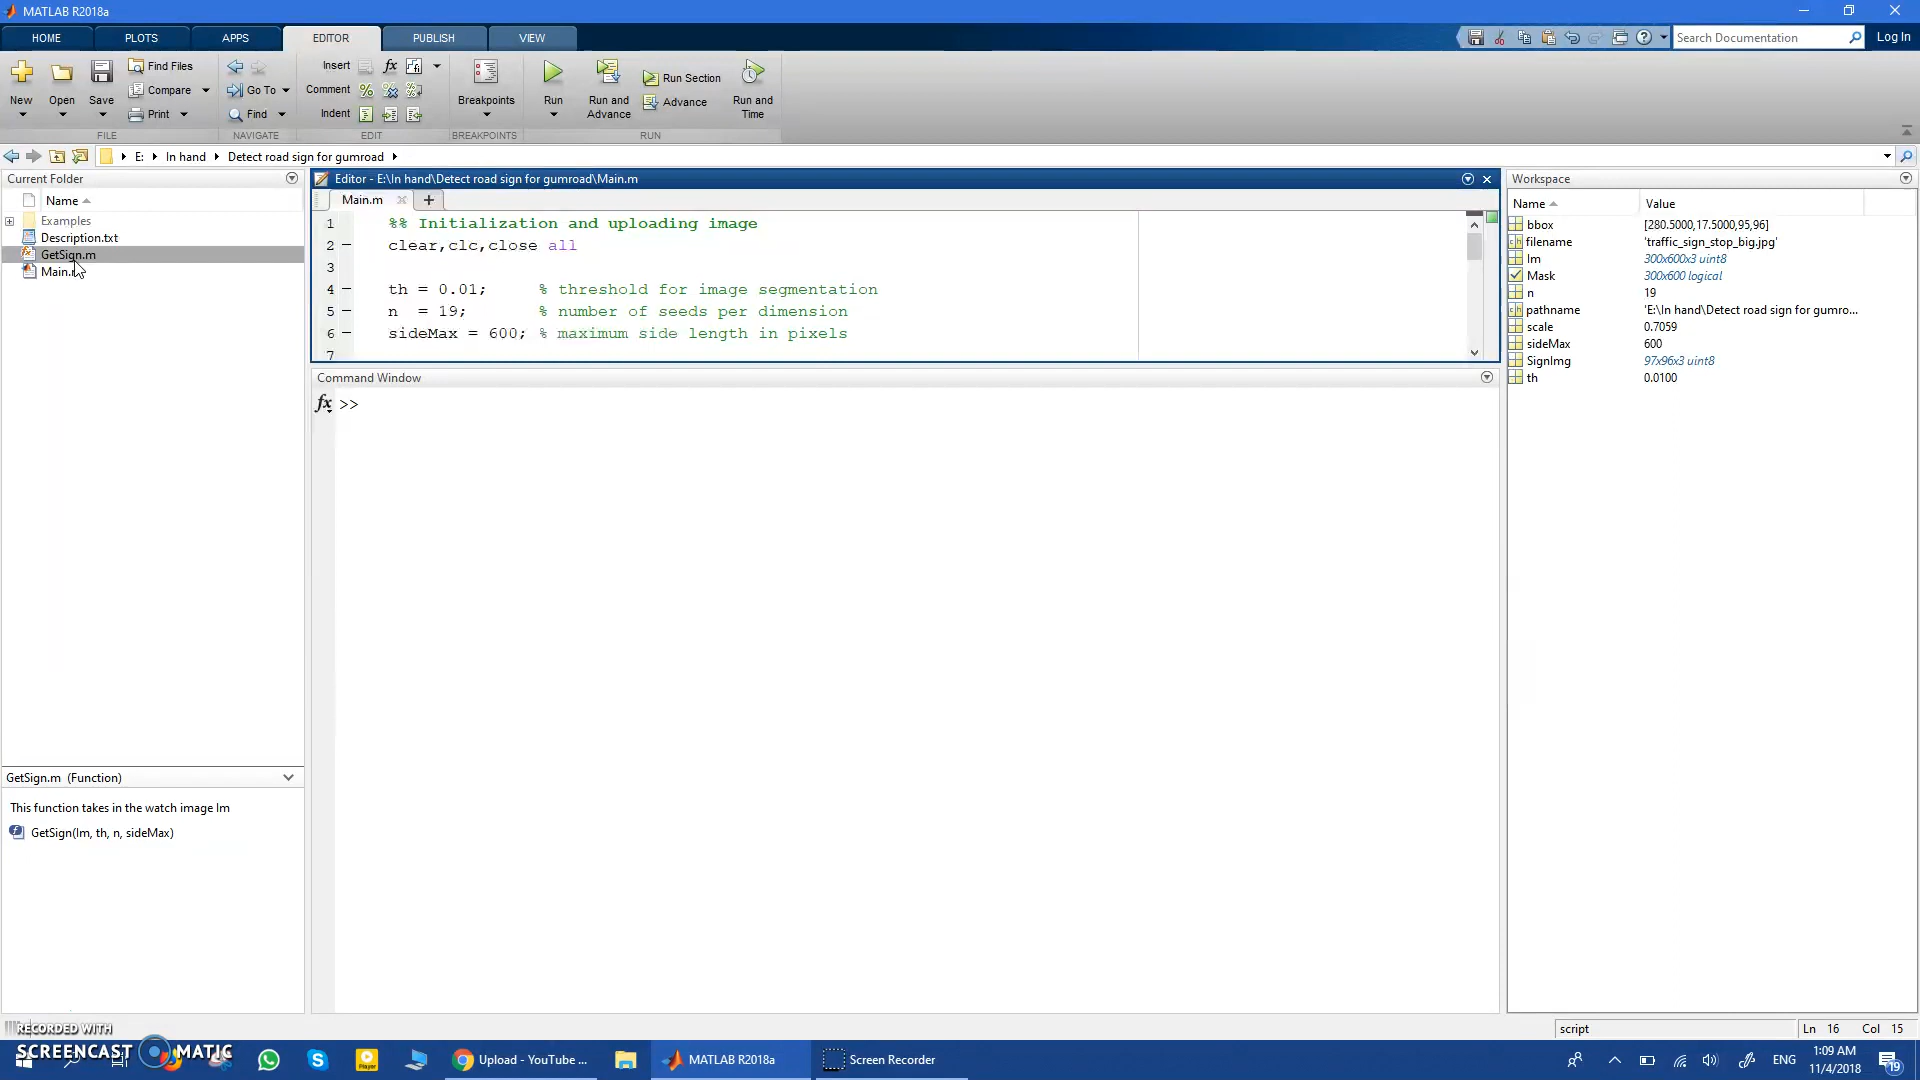 MATLAB R2018a
HOME PLOTS APPS EDITOR PUBLISH VIEW
Search Documentation Log In
New Open Save
Find Files
Compare
Print
Go To
Find
Insert
Comment
Indent
fx
Breakpoints
Run
Run and Advance
Run Section
Advance
Run and Time
FILE NAVIGATE EDIT BREAKPOINTS RUN
E: In hand Detect road sign for gumroad
Current Folder
Name
Examples
Description.txt
GetSign.m
Main.
Editor - E:\In hand\Detect road sign for gumroad\Main.m
Main.m
1 %% Initialization and uploading image
2 clear,clc,close all
3
4 th = 0.01; % threshold for image segmentation
5 n = 19; % number of seeds per dimension
6 sideMax = 600; % maximum side length in pixels
7
Command Window
fx >>
Workspace
Name Value
bbox [280.5000,17.5000,95,96]
filename 'traffic_sign_stop_big.jpg'
Im 300x600x3 uint8
Mask 300x600 logical
n 19
pathname 'E:\In hand\Detect road sign for gumro...
scale 0.7059
sideMax 600
SignImg 97x96x3 uint8
th 0.0100
GetSign.m (Function)
This function takes in the watch image Im
GetSign(Im, th, n, sideMax)
script Ln 16 Col 15
RECORDED WITH
SCREENCAST MATIC
Player
Upload - YouTube ...
MATLAB R2018a
Screen Recorder
ENG
1:09 AM
11/4/2018
19